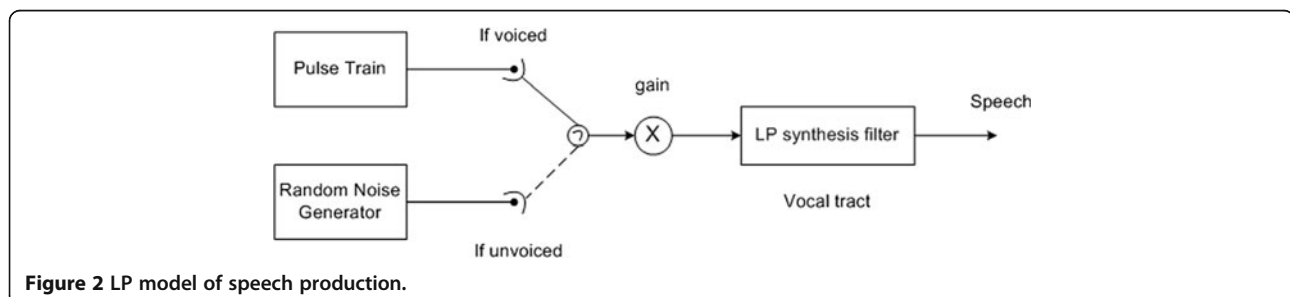 If voiced
Pulse Train
gain
X
Speech
LP synthesis filter
Random Noise
Generator
Vocal tract
If unvoiced
Figure 2 LP model of speech production.